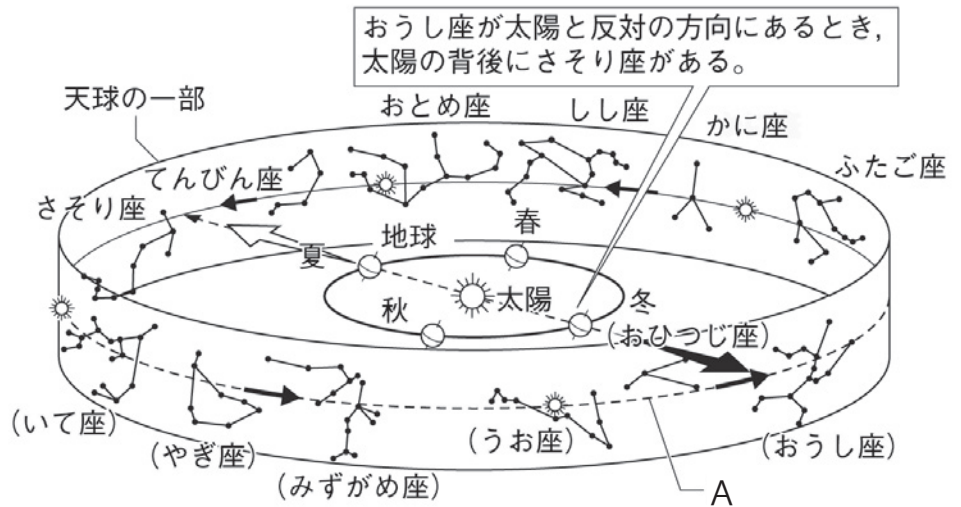 おうし座が太陽と反対の方向にあるとき,
太陽の背後にさそり座がある。
天球の一部
おとめ座
しし座
かに座
ふたご座
てんびん座
さそり座
春
地球
夏
太陽
冬
秋
(おひつじ座)
(いて座)
(やぎ座)
(みずがめ座)
(うお座)
(おうし座)
A